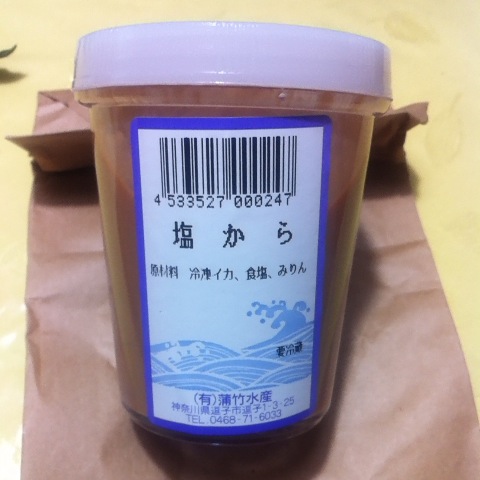 4 533527 000247
塩から
原材料 冷凍イカ、食塩、みりん
要冷蔵
(有)蒲竹水産
神奈川県逗子市逗子1-3-25
TEL. 0468-71-6033